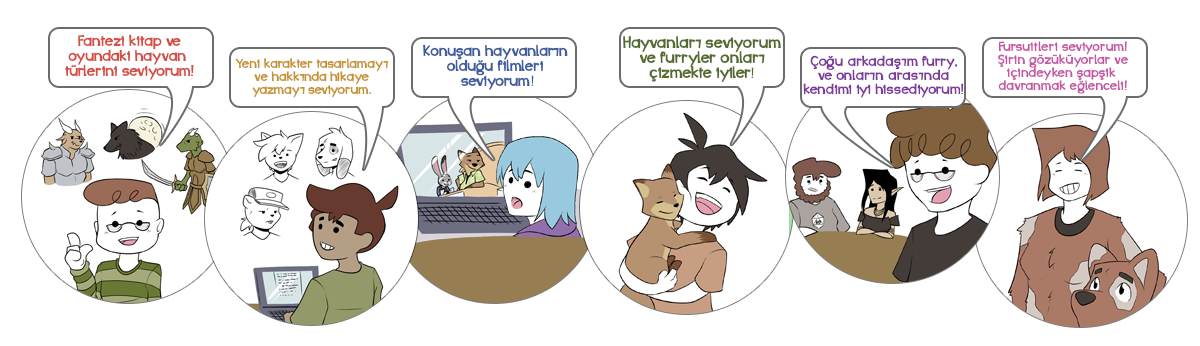 Fantezi kitap ve
oyundaki hayvan
türlerini seviyorum!
Yeni karakter tasarlamayı
ve hakkında hikaye
yazmayı seviyorum.
Konuşan hayvanların
olduğu filmleri
seviyorum!
Hayvanları seviyorum
ve furryler onları
çizmekte iyiler!
Çoğu arkadaşım furry,
ve onların arasında
kendimi iyi hissediyorum!
Fursuitleri seviyorum!
Şirin gözüküyorlar ve
içindeyken şapşik
davranmak eğlenceli!